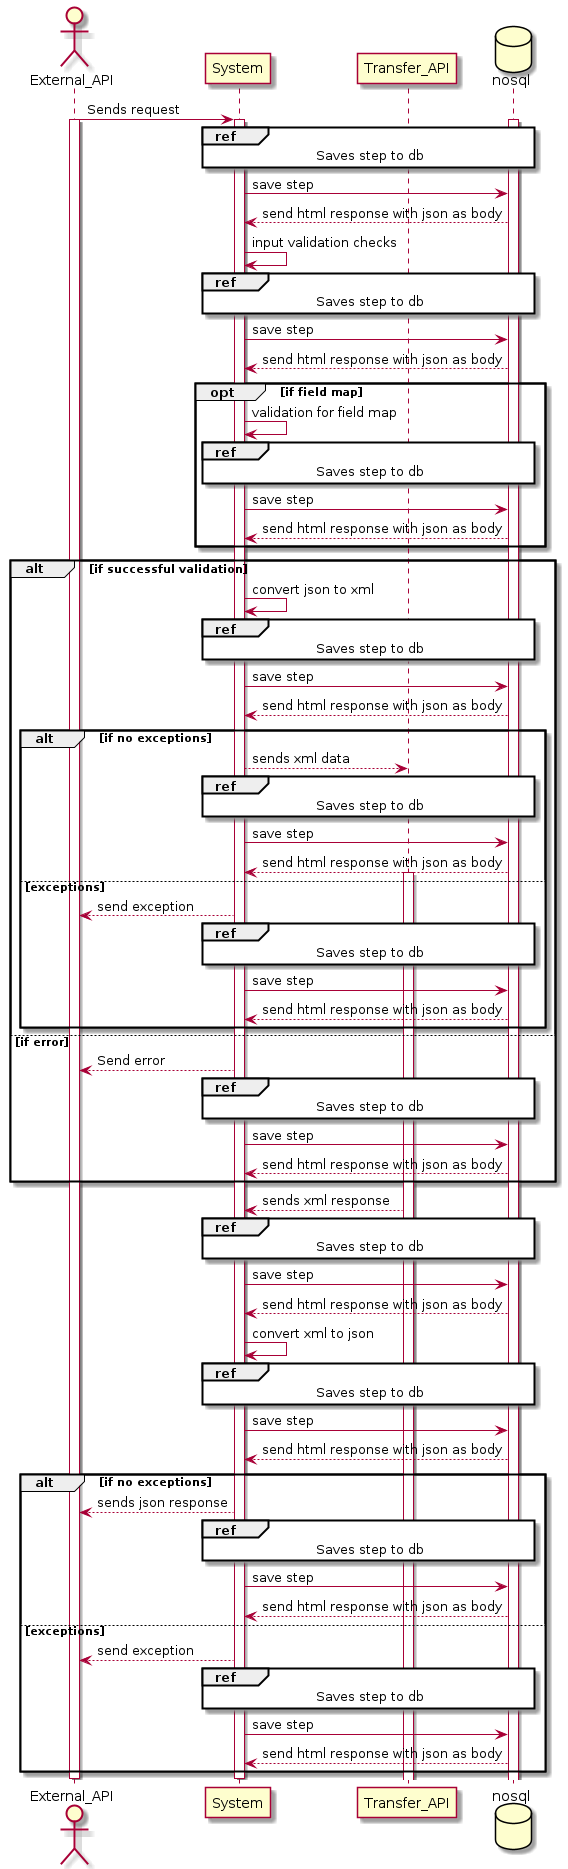 External_API
System
Transfer_API
nosql
Sends request
ref
Saves step to db
save step
send html response with json as body
input validation checks
ref
Saves step to db
save step
send html response with json as body
opt [if field map]
validation for field map
ref
Saves step to db
save step
send html response with json as body
alt [if successful validation]
convert json to xml
ref
Saves step to db
save step
send html response with json as body
alt [if no exceptions]
sends xml data
ref
Saves step to db
save step
send html response with json as body
[exceptions]
send exception
ref
Saves step to db
save step
send html response with json as body
[if error]
Send error
ref
Saves step to db
save step
send html response with json as body
sends xml response
ref
Saves step to db
save step
send html response with json as body
convert xml to json
ref
Saves step to db
save step
send html response with json as body
alt [if no exceptions]
sends json response
ref
Saves step to db
save step
send html response with json as body
[exceptions]
send exception
ref
Saves step to db
save step
send html response with json as body
External_API
System
Transfer_API
nosql